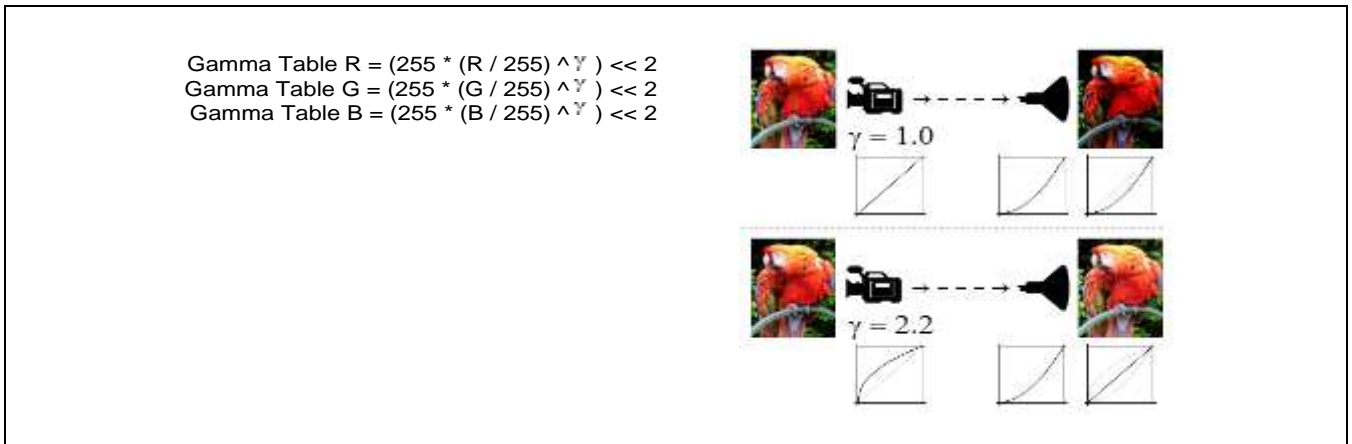 Gamma Table R = (255 * (R / 255) ^ γ ) << 2
Gamma Table G = (255 * (G / 255) ^ γ ) << 2
Gamma Table B = (255 * (B / 255) ^ γ ) << 2
γ = 1.0
γ = 2.2